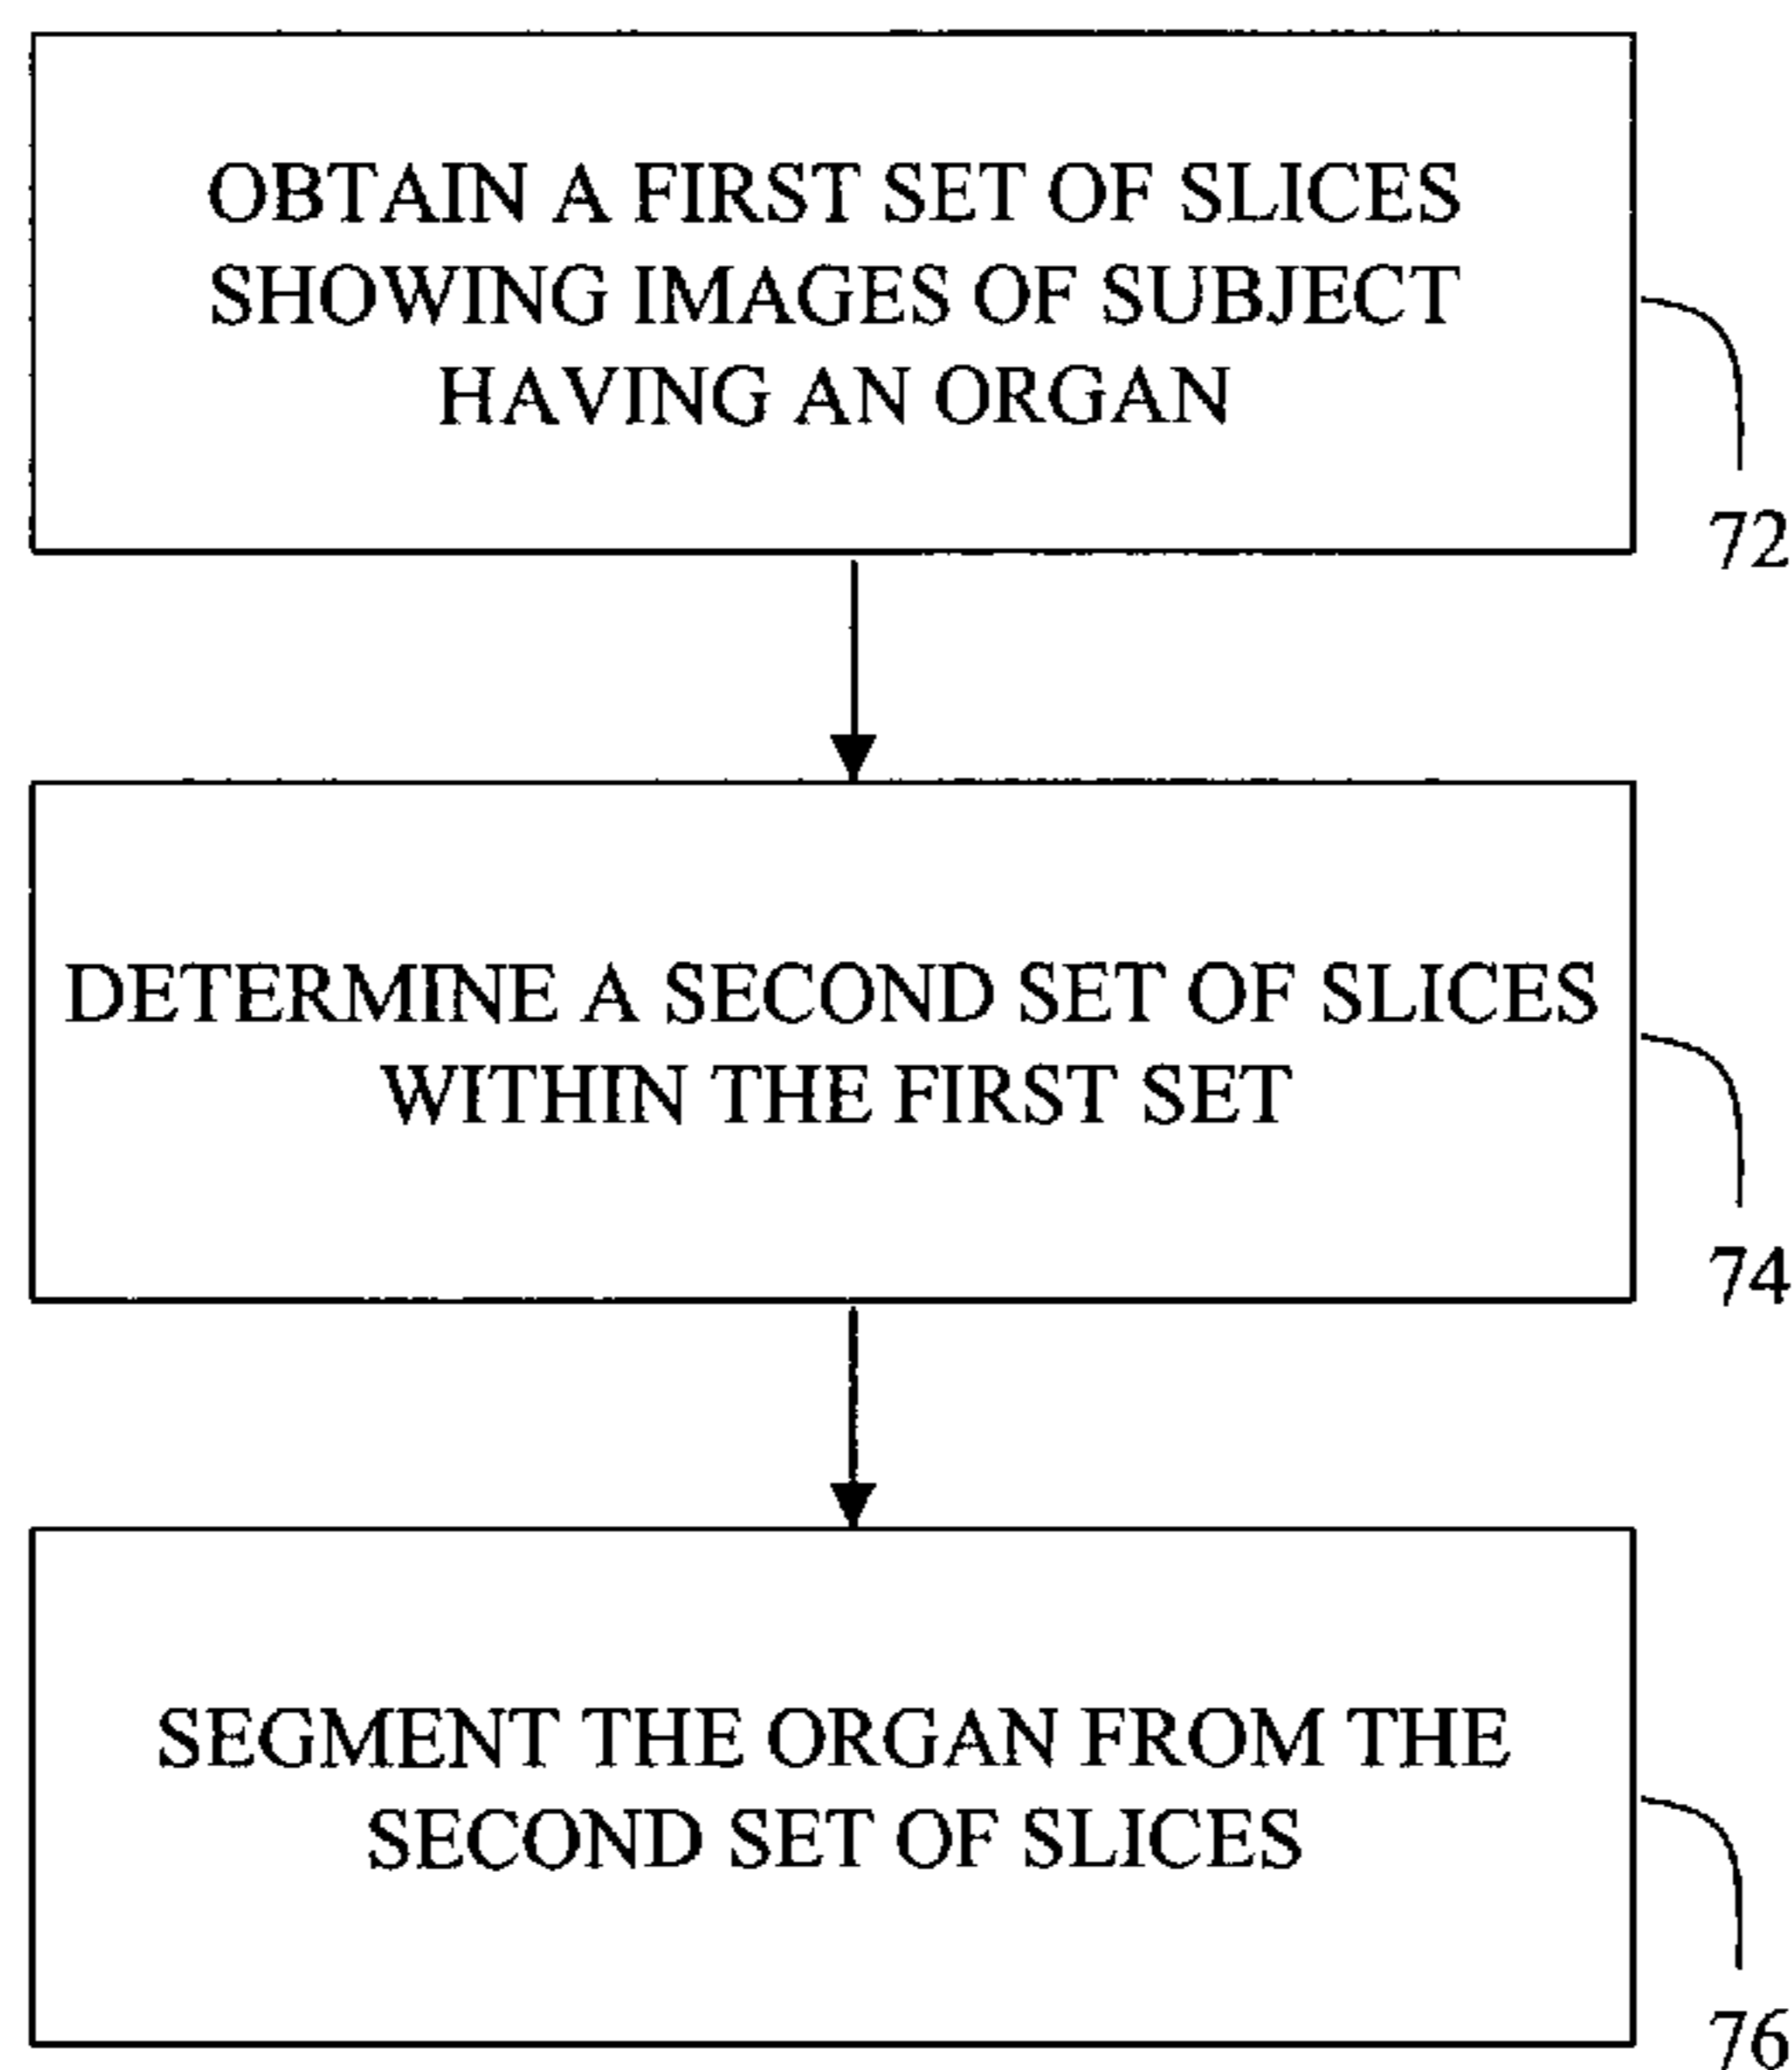 OBTAIN A FIRST SET OF SLICES
SHOWING IMAGES OF SUBJECT
HAVING AN ORGAN
72
DETERMINE A SECOND SET OF SLICES
WITHIN THE FIRST SET
74
SEGMENT THE ORGAN FROM THE
SECOND SET OF SLICES
76